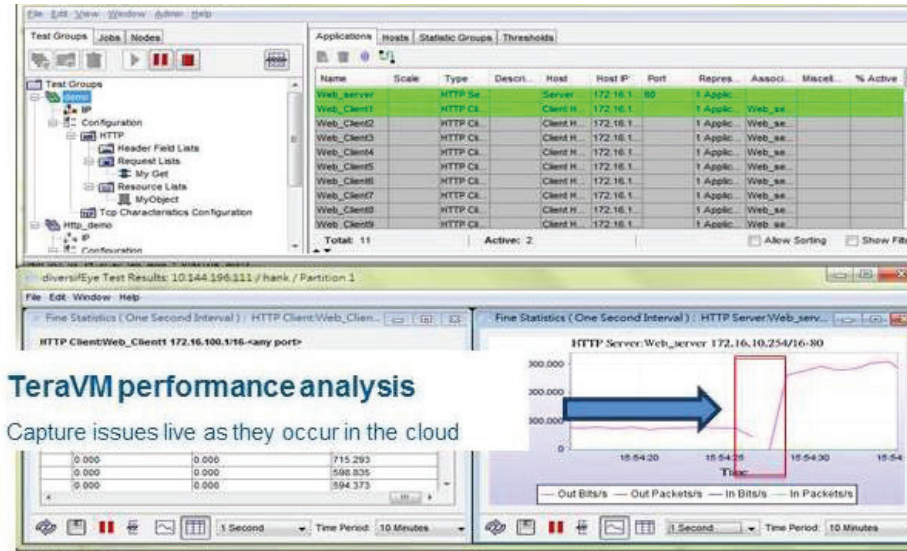 File Edit View Window Admin Help
Test Groups Jobs Nodes
Applications Hosts Statistic Groups Thresholds
Name Scale Type Descri... Host Host IP Port Repres... Associ... Miscell... % Active
Test Groups
demo
IP
Configuration
HTTP
Header Field Lists
Request Lists
My Get
Resource Lists
MyObject
Tcp Characteristics Configuration
Http_demo
IP
Configuration
Web_server HTTP Se... Server 172.16.1... 80 1 Applic...
Web_Client1 HTTP Cli... Client H... 172.16.1... 1 Applic... Web_se...
Web_Client2 HTTP Cli... Client H... 172.16.1... 1 Applic... Web_se...
Web_Client3 HTTP Cli... Client H... 172.16.1... 1 Applic... Web_se...
Web_Client4 HTTP Cli... Client H... 172.16.1... 1 Applic... Web_se...
Web_Client5 HTTP Cli... Client H... 172.16.1... 1 Applic... Web_se...
Web_Client6 HTTP Cli... Client H... 172.16.1... 1 Applic... Web_se...
Web_Client7 HTTP Cli... Client H... 172.16.1... 1 Applic... Web_se...
Web_Client8 HTTP Cli... Client H... 172.16.1... 1 Applic... Web_se...
Web_Client9 HTTP Cli... Client H... 172.16.1... 1 Applic... Web_se...
Total: 11 Active: 2 Allow Sorting Show Filt
diversifEye Test Results: 10.144.196.111 / hank / Partition 1
File Edit Window Help
Fine Statistics ( One Second Interval ) : HTTP Client:Web_Clien...
HTTP Client:Web_Client1 172.16.100.1/16-<any port>
TeraVM performance analysis
Capture issues live as they occur in the cloud
0.000 0.000 715.293
0.000 0.000 598.835
0.000 0.000 594.373
1 Second Time Period: 10 Minutes
Fine Statistics ( One Second Interval ) : HTTP Server:Web_serv...
HTTP Server:Web_server 172.16.10.254/16-80
300,000
200,000
100,000
0
15:54:20 15:54:25 15:54:30 15:54
Time
Out Bits/s Out Packets/s In Bits/s In Packets/s
1 Second Time Period: 10 Minutes